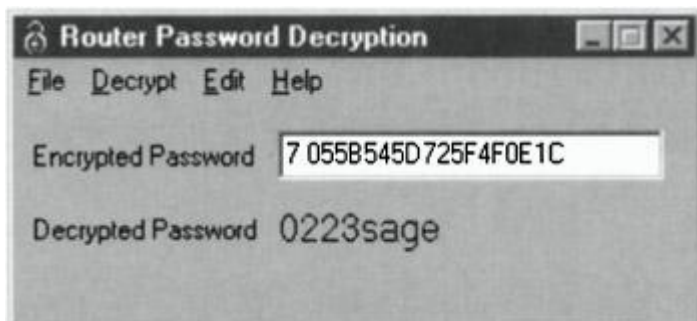 Router Password Decryption
File Decrypt Edit Help
Encrypted Password 7 055B545D725F4F0E1C
Decrypted Password 0223sage